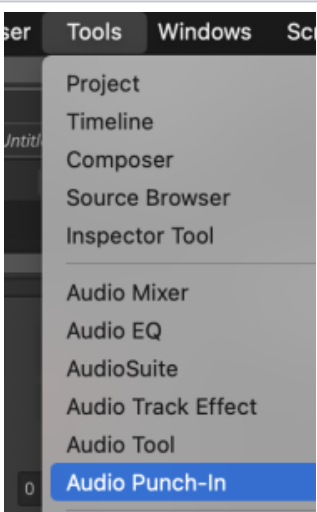 Tools Windows
Untitl
Project
Timeline
Composer
Source Browser
Inspector Tool
Audio Mixer
Audio EQ
AudioSuite
Audio Track Effect
Audio Tool
Audio Punch-In
0